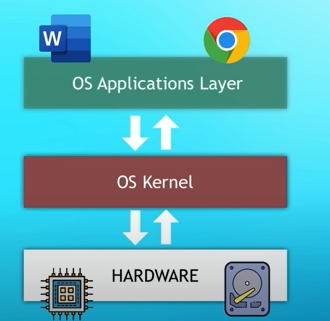 W
OS Applications Layer
OS Kernel
HARDWARE